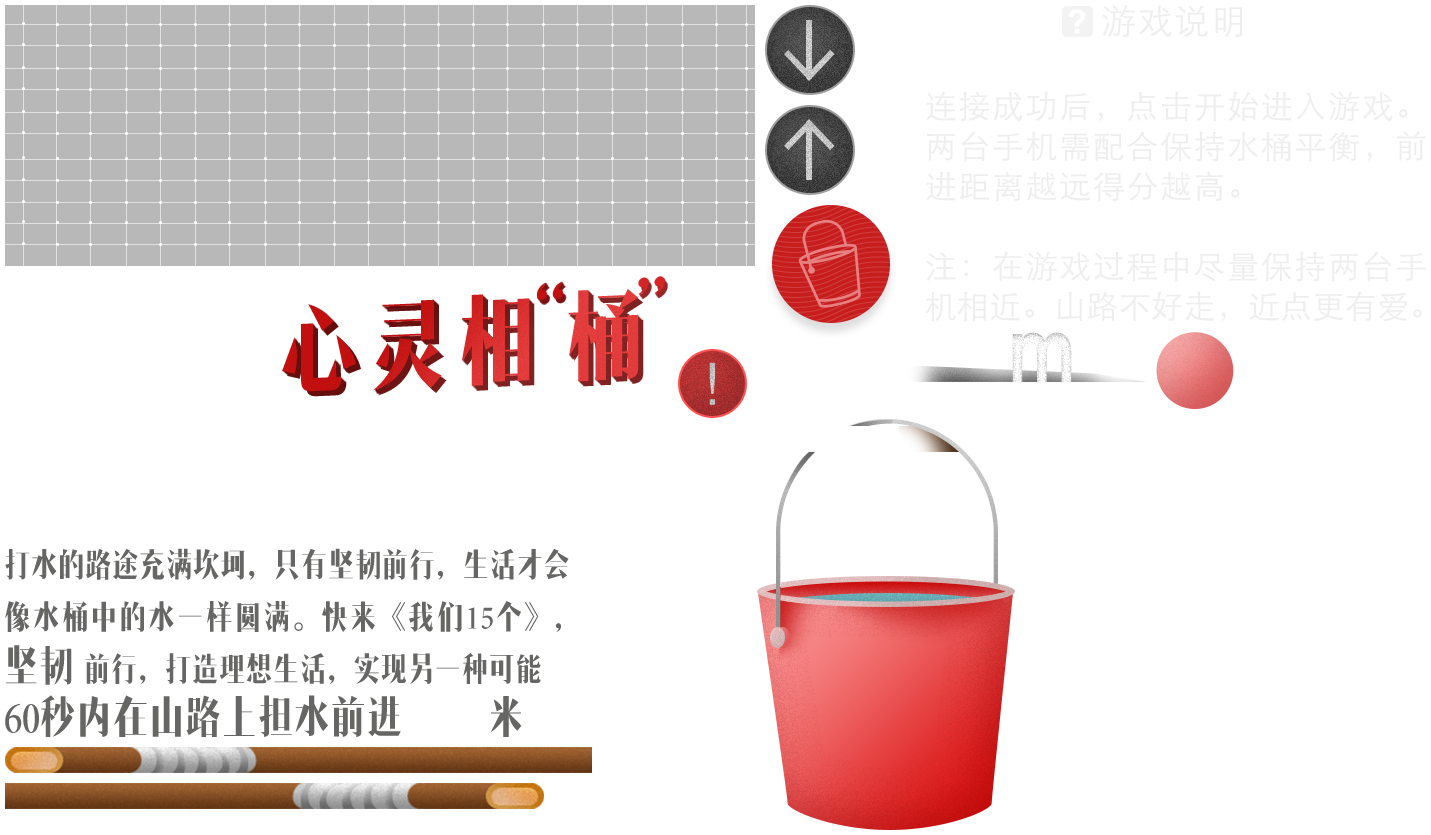 ? 游戏说明
连接成功后，点击开始进入游戏。
两台手机需配合保持水桶平衡，前
进距离越远得分越高。
注：在游戏过程中尽量保持两台手
机相近。山路不好走，近点更有爱。
心灵相“桶”
!
m
打水的路途充满坎坷，只有坚韧前行，生活才会
像水桶中的水一样圆满。快来《我们15个》，
坚韧 前行，打造理想生活，实现另一种可能
60秒内在山路上担水前进 米